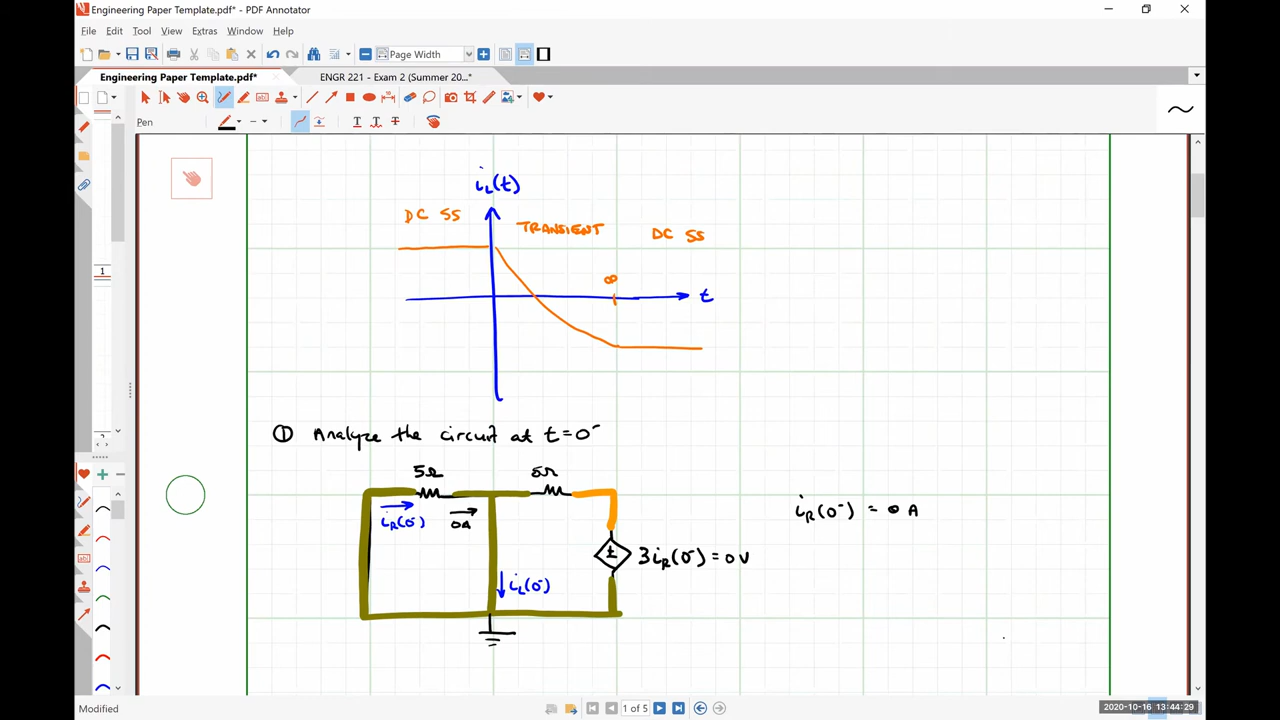 Engineering Paper Template.pdf* - PDF Annotator
File Edit Tool View Extras Window Help
Page Width
Engineering Paper Template.pdf* ENGR 221 - Exam 2 (Summer 20...*
Pen
iL(t)
DC SS TRANSIENT DC SS
∞
t
① Analyze the circuit at t=0⁻
5Ω 5Ω
iR(0⁻) 0A
iR(0⁻) = 0 A
3iR(0⁻) = 0V
iL(0⁻)
1
Modified
1 of 5
2020-10-16 13:44:29